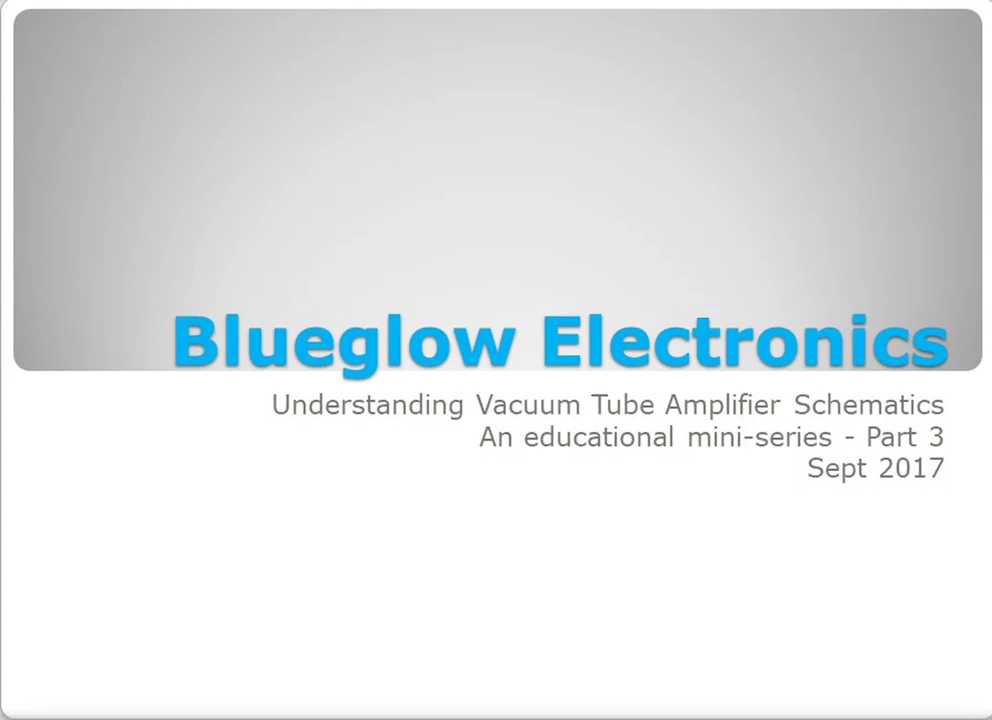 Blueglow Electronics
Understanding Vacuum Tube Amplifier Schematics
An educational mini-series - Part 3
Sept 2017